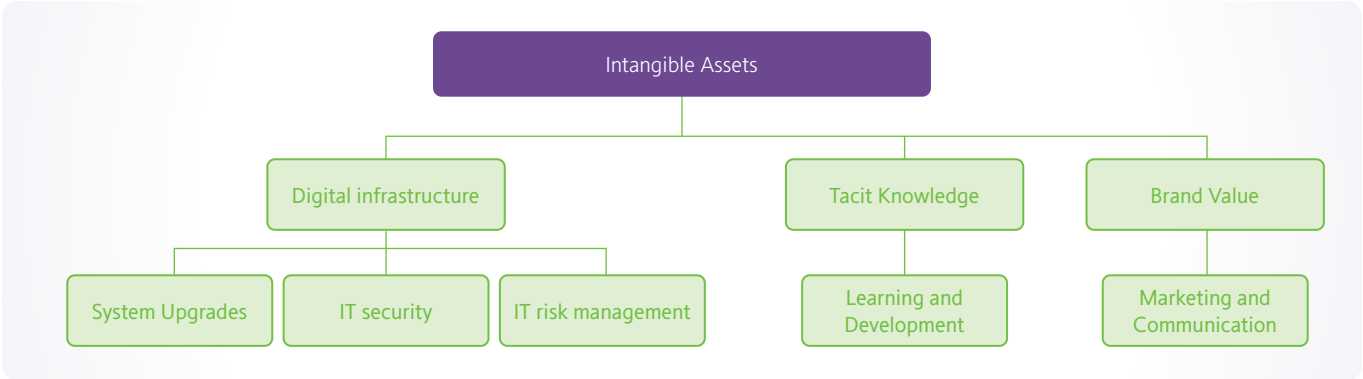 Intangible Assets
Digital infrastructure
Tacit Knowledge
Brand Value
System Upgrades
IT security
IT risk management
Learning and
Development
Marketing and
Communication